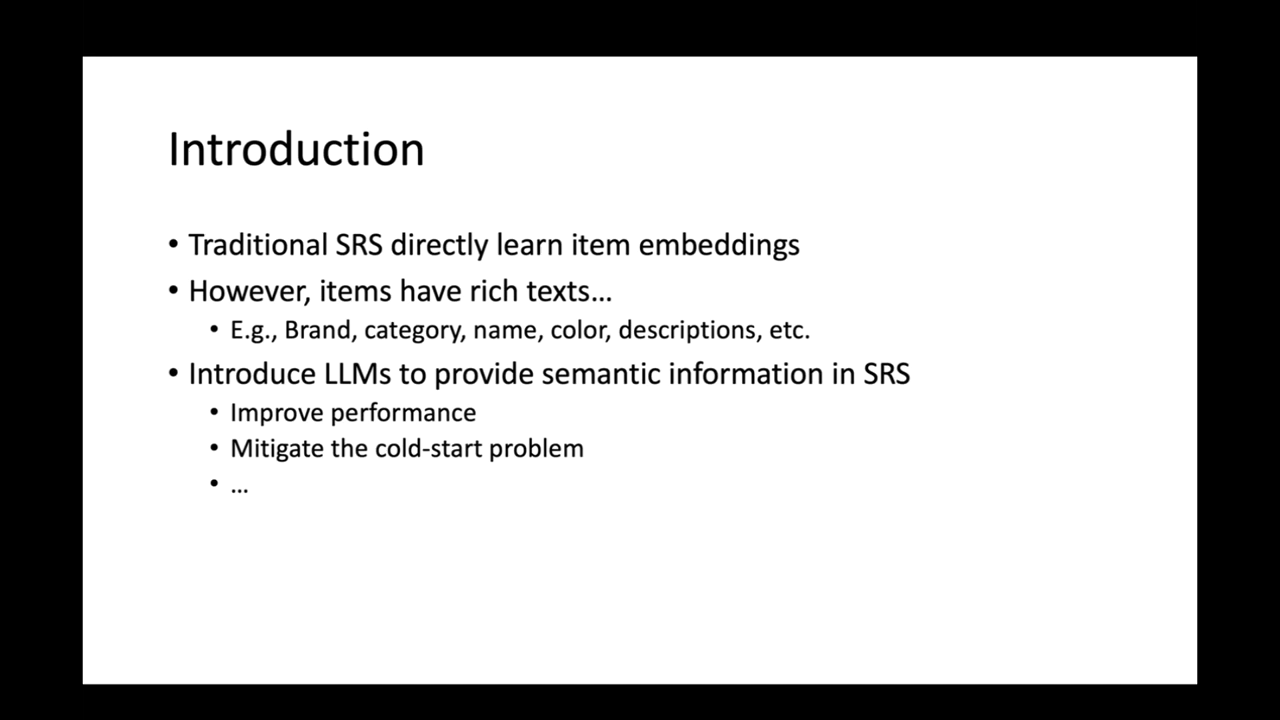 Introduction
• Traditional SRS directly learn item embeddings
• However, items have rich texts…
• E.g., Brand, category, name, color, descriptions, etc.
• Introduce LLMs to provide semantic information in SRS
• Improve performance
• Mitigate the cold-start problem
• …